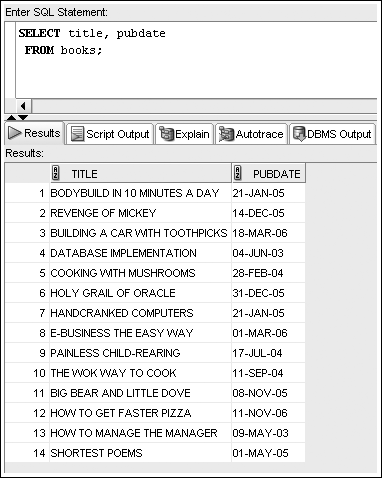 Enter SQL Statement:
SELECT title, pubdate
FROM books;
Results Script Output Explain Autotrace DBMS Output
Results:
TITLE PUBDATE
1 BODYBUILD IN 10 MINUTES A DAY 21-JAN-05
2 REVENGE OF MICKEY 14-DEC-05
3 BUILDING A CAR WITH TOOTHPICKS 18-MAR-06
4 DATABASE IMPLEMENTATION 04-JUN-03
5 COOKING WITH MUSHROOMS 28-FEB-04
6 HOLY GRAIL OF ORACLE 31-DEC-05
7 HANDCRANKED COMPUTERS 21-JAN-05
8 E-BUSINESS THE EASY WAY 01-MAR-06
9 PAINLESS CHILD-REARING 17-JUL-04
10 THE WOK WAY TO COOK 11-SEP-04
11 BIG BEAR AND LITTLE DOVE 08-NOV-05
12 HOW TO GET FASTER PIZZA 11-NOV-06
13 HOW TO MANAGE THE MANAGER 09-MAY-03
14 SHORTEST POEMS 01-MAY-05